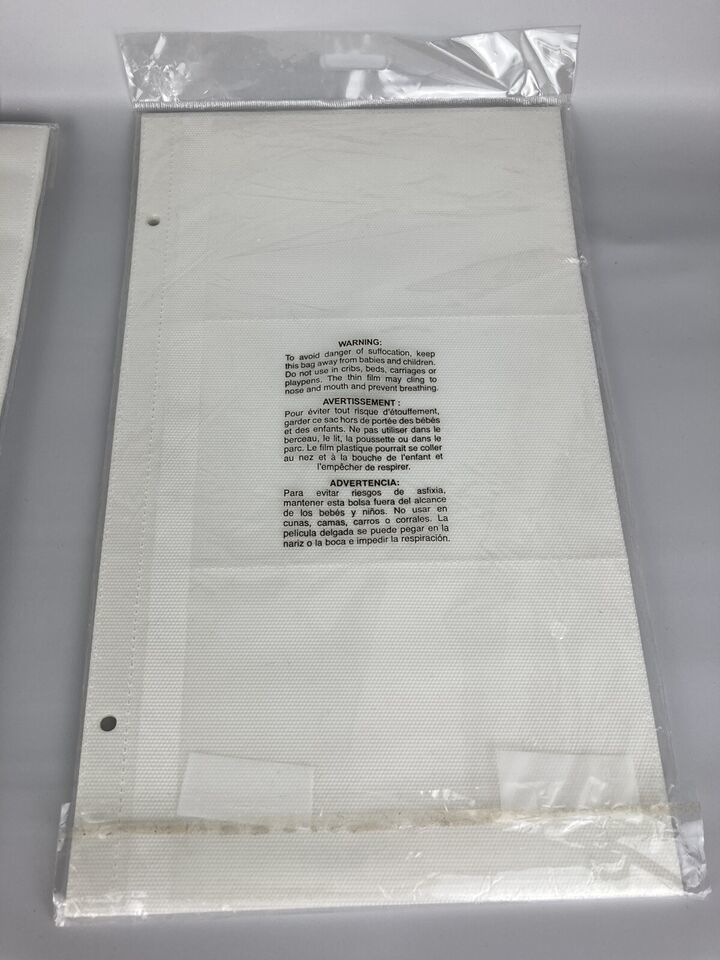 WARNING:
To avoid danger of suffocation, keep
this bag away from babies and children.
Do not use in cribs, beds, carriages or
playpens. The thin film may cling to
nose and mouth and prevent breathing.
AVERTISSEMENT :
Pour éviter tout risque d'étouffement,
garder ce sac hors de portée des bébés
et des enfants. Ne pas utiliser dans le
berceau, le lit, la poussette ou dans le
parc. Le film plastique pourrait se coller
au nez et à la bouche de l'enfant et
l'empêcher de respirer.
ADVERTENCIA:
Para evitar riesgos de asfixia,
mantener esta bolsa fuera del alcance
de los bebés y niños. No usar en
cunas, camas, carros o corrales. La
película delgada se puede pegar en la
nariz o la boca e impedir la respiración.